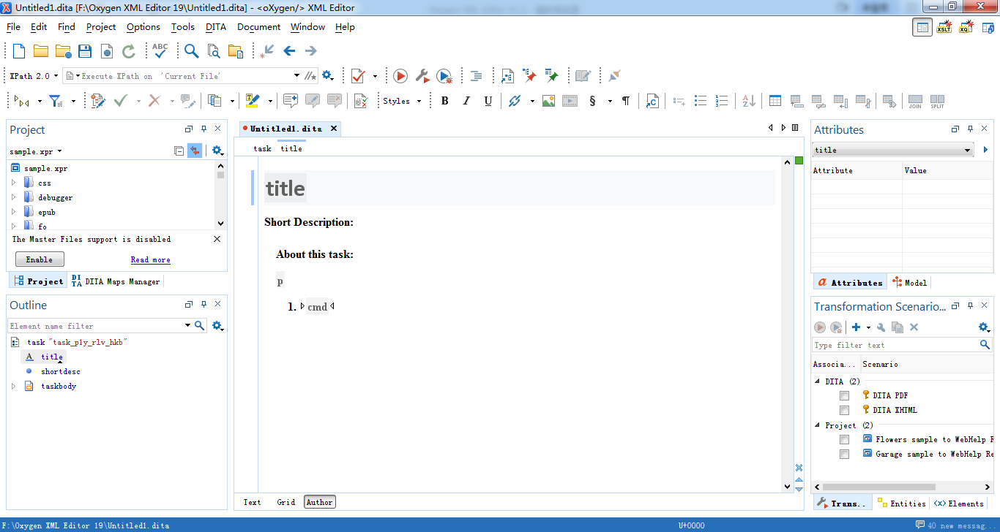 Untitled1.dita [F:\Oxygen XML Editor 19\Untitled1.dita] - <oXygen/> XML Editor
File Edit Find Project Options Tools DITA Document Window Help
XSLT XQ
ABC
XPath 2.0 Execute XPath on 'Current File'
Styles B I U § ¶ JOIN SPLIT
Project
sample.xpr
sample.xpr
css
debugger
epub
fo
The Master Files support is disabled
Enable Read more
Project DITA Maps Manager
Outline
Element name filter
task "task_ply_rlv_hkb"
title
shortdesc
taskbody
Untitled1.dita
task title
title
Short Description:
About this task:
p
1. cmd
Text Grid Author
Attributes
title
Attribute Value
Attributes Model
Transformation Scenario...
Type filter text
Associa... Scenario
DITA (2)
DITA PDF
DITA XHTML
Project (2)
Flowers sample to WebHelp R
Garage sample to WebHelp Re
Trans.. Entities Elements
F:\Oxygen XML Editor 19\Untitled1.dita U+0000 40 new messag...